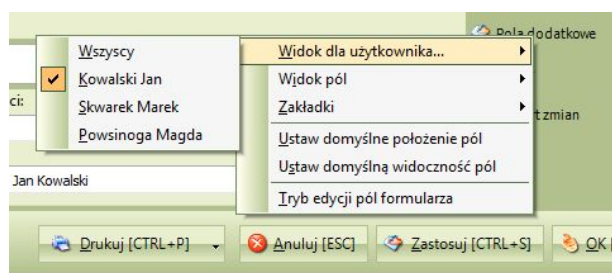 Pola dodatkowe
Wszyscy
Kowalski Jan
Skwarek Marek
Powsinoga Magda
Widok dla użytkownika...
Widok pól
Zakładki
Ustaw domyślne położenie pól
Ustaw domyślną widoczność pól
Tryb edycji pól formularza
ci:
t zmian
Jan Kowalski
Drukuj [CTRL+P]
Anuluj [ESC]
Zastosuj [CTRL+S]
OK [